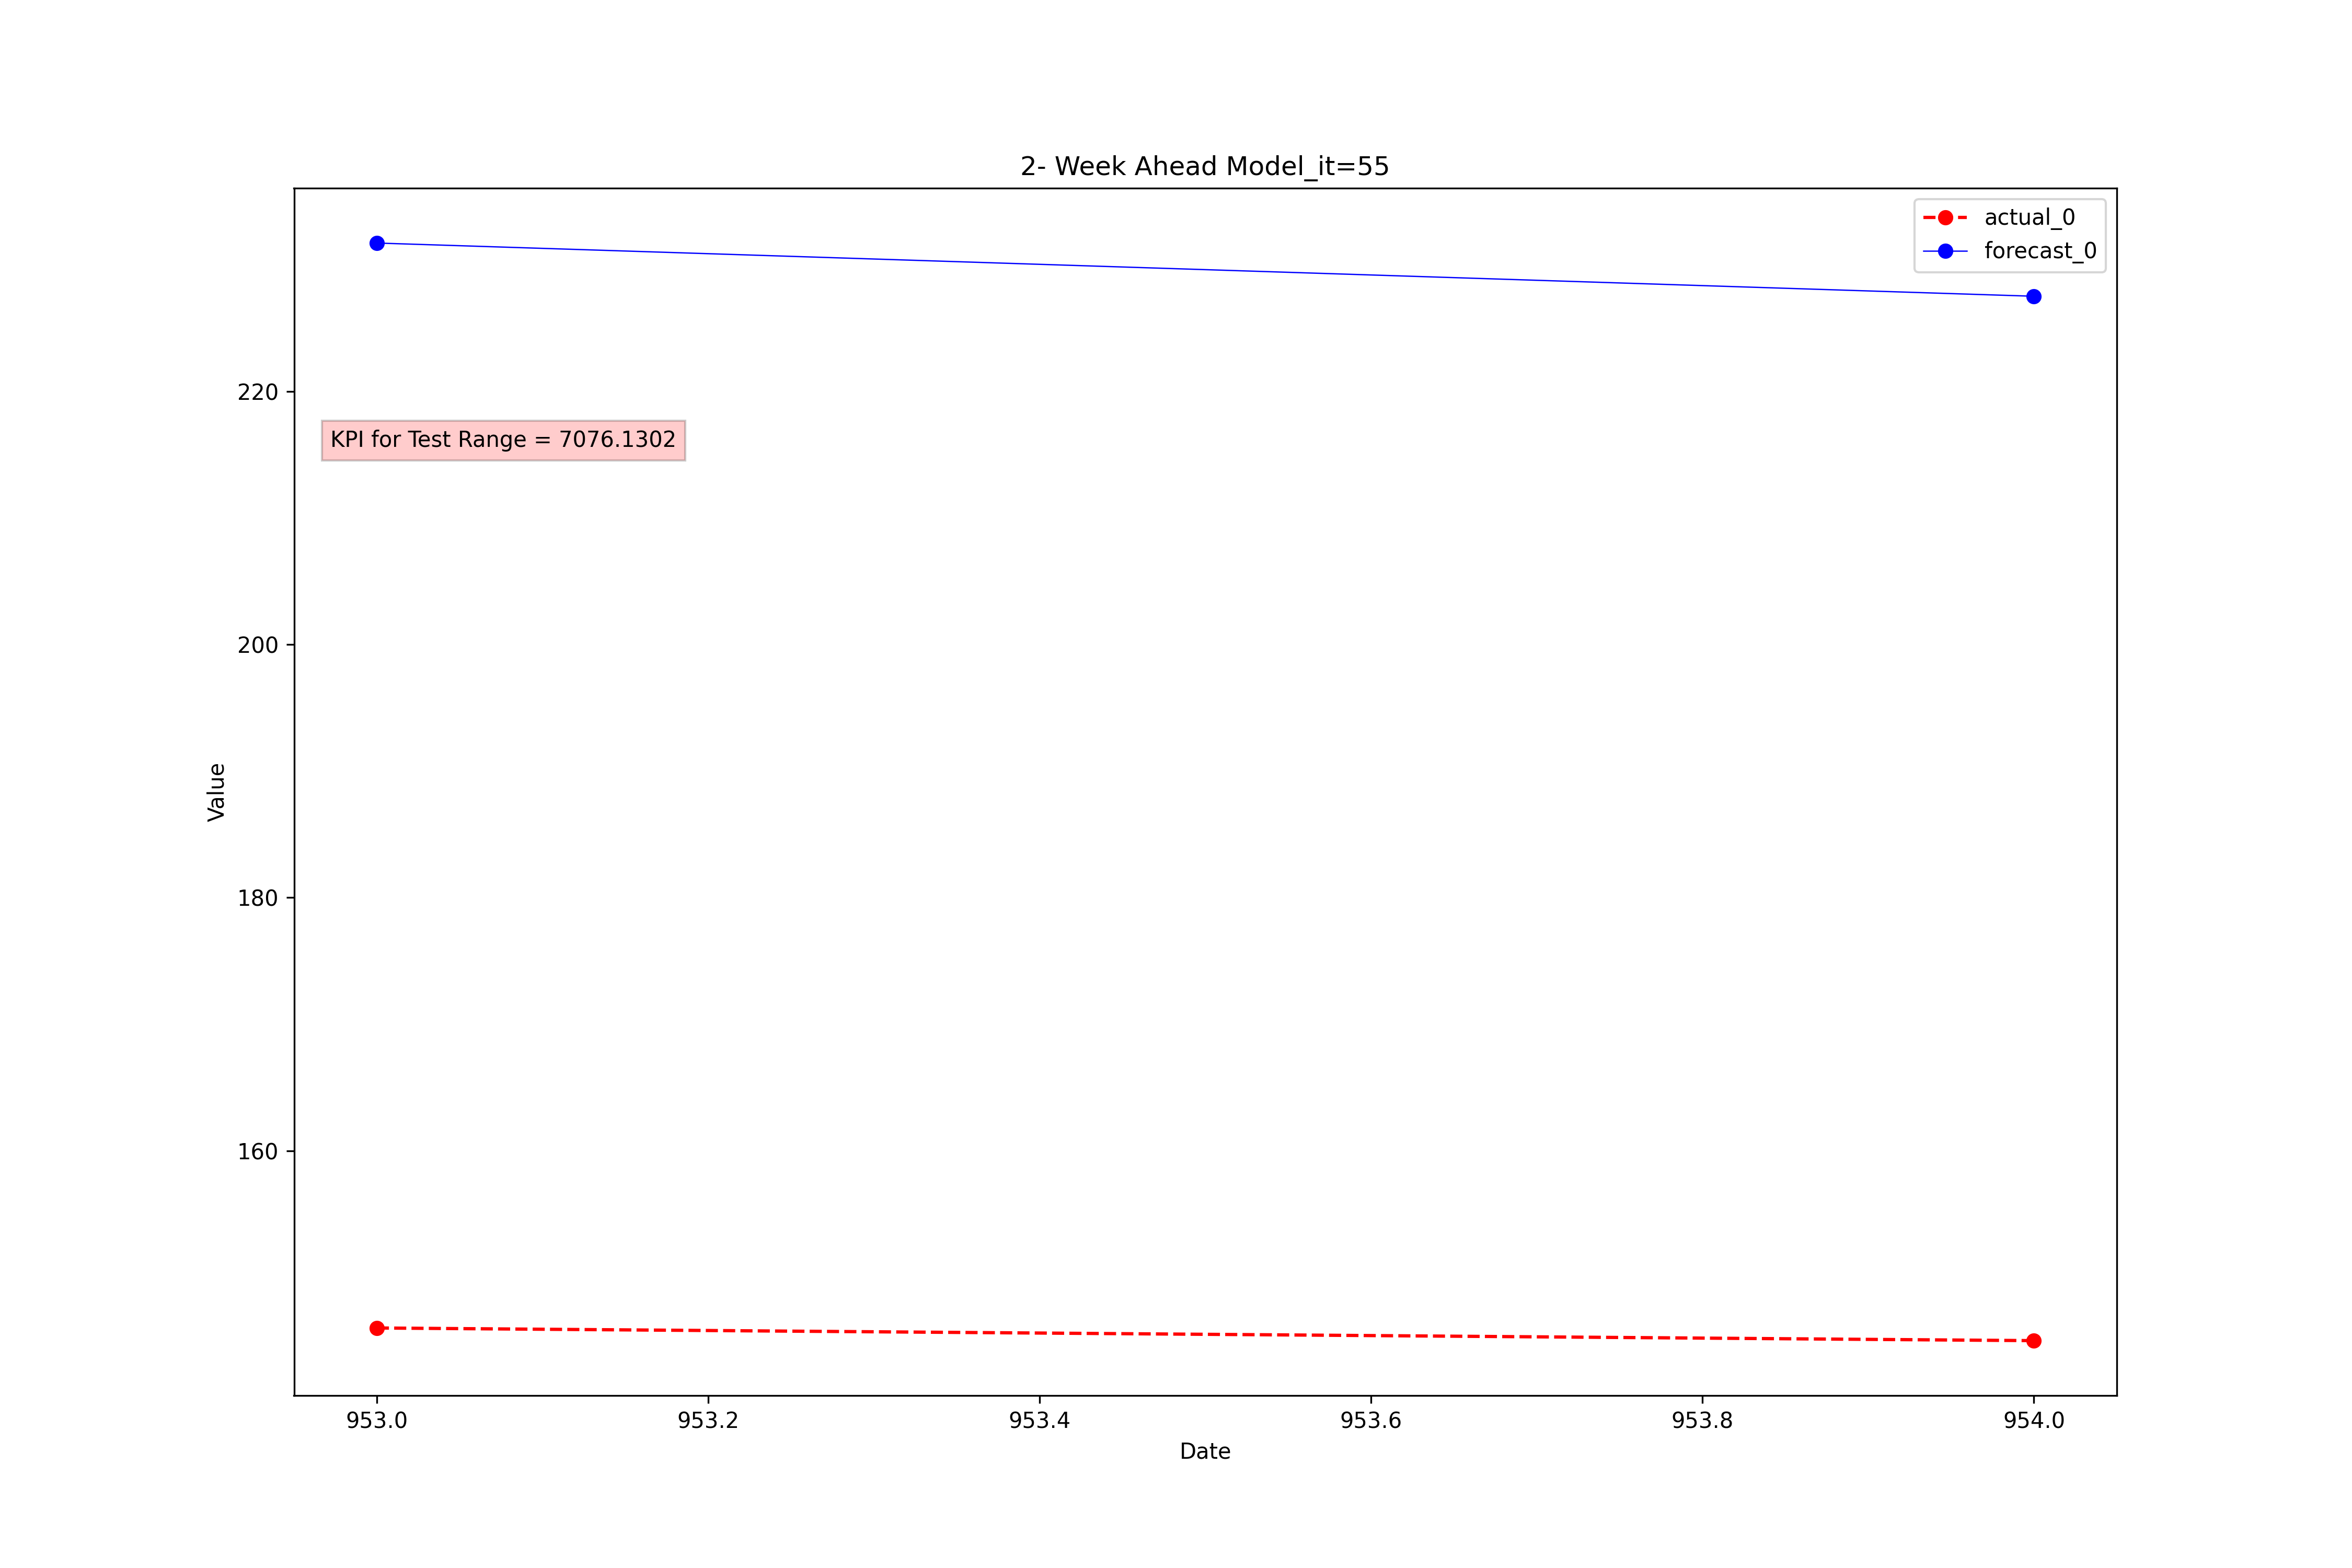 2- Week Ahead Model_it=55
actual_0
forecast_0
KPI for Test Range = 7076.1302
220
200
180
160
Value
953.0 953.2 953.4 953.6 953.8 954.0
Date